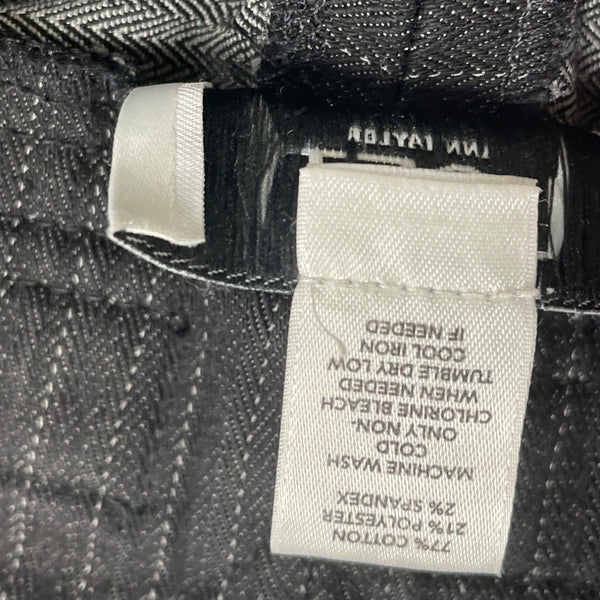 77% COTTON
21% POLYESTER
2% SPANDEX
MACHINE WASH
COLD
ONLY NON-
CHLORINE BLEACH
WHEN NEEDED
TUMBLE DRY LOW
COOL IRON
IF NEEDED
TAYLOR